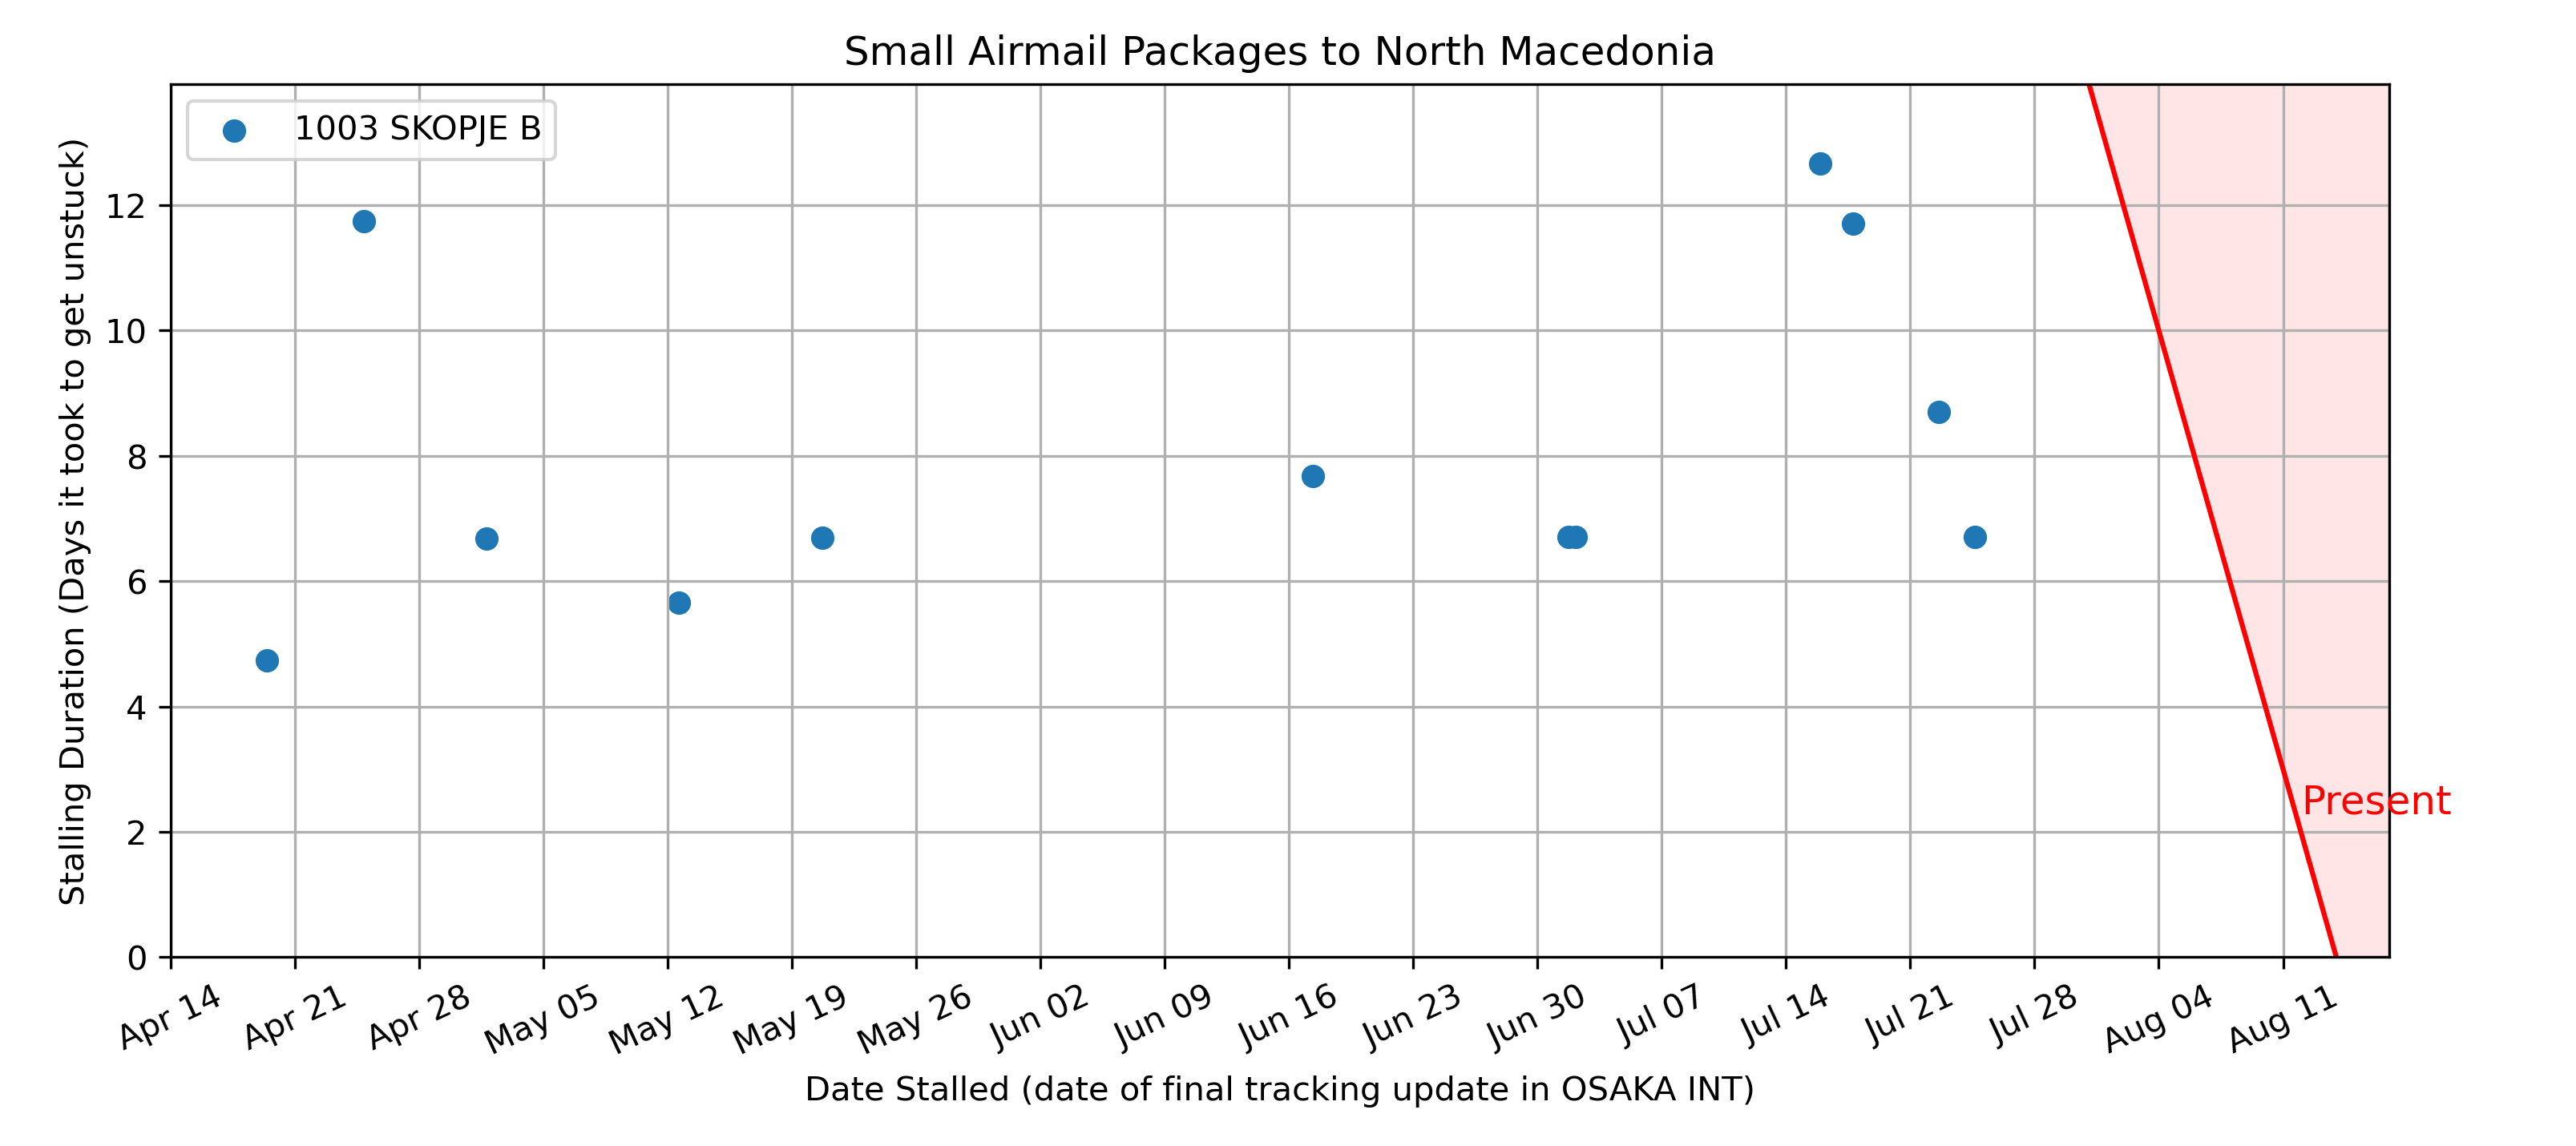 Small Airmail Packages to North Macedonia
1003 SKOPJE B
Stalling Duration (Days it took to get unstuck)
12
10
8
6
4
2
0
Present
Apr 14
Apr 21
Apr 28
May 05
May 12
May 19
May 26
Jun 02
Jun 09
Jun 16
Jun 23
Jun 30
Jul 07
Jul 14
Jul 21
Jul 28
Aug 04
Aug 11
Date Stalled (date of final tracking update in OSAKA INT)